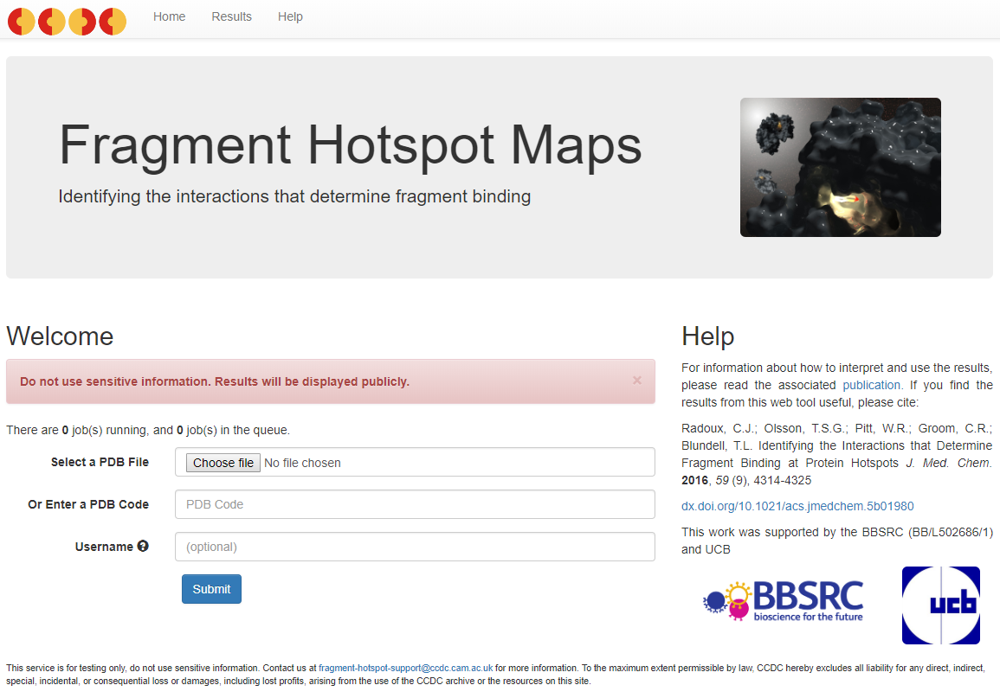 Home Results Help
Fragment Hotspot Maps
Identifying the interactions that determine fragment binding
Welcome
Do not use sensitive information. Results will be displayed publicly.
×
There are 0 job(s) running, and 0 job(s) in the queue.
Select a PDB File
Choose file No file chosen
Or Enter a PDB Code
PDB Code
Username ?
(optional)
Submit
Help
For information about how to interpret and use the results,
please read the associated publication. If you find the
results from this web tool useful, please cite:
Radoux, C.J.; Olsson, T.S.G.; Pitt, W.R.; Groom, C.R.;
Blundell, T.L. Identifying the Interactions that Determine
Fragment Binding at Protein Hotspots J. Med. Chem.
2016, 59 (9), 4314-4325
dx.doi.org/10.1021/acs.jmedchem.5b01980
This work was supported by the BBSRC (BB/L502686/1)
and UCB
BBSRC
bioscience for the future
ucb
This service is for testing only, do not use sensitive information. Contact us at fragment-hotspot-support@ccdc.cam.ac.uk for more information. To the maximum extent permissible by law, CCDC hereby excludes all liability for any direct, indirect,
special, incidental, or consequential loss or damages, including lost profits, arising from the use of the CCDC archive or the resources on this site.